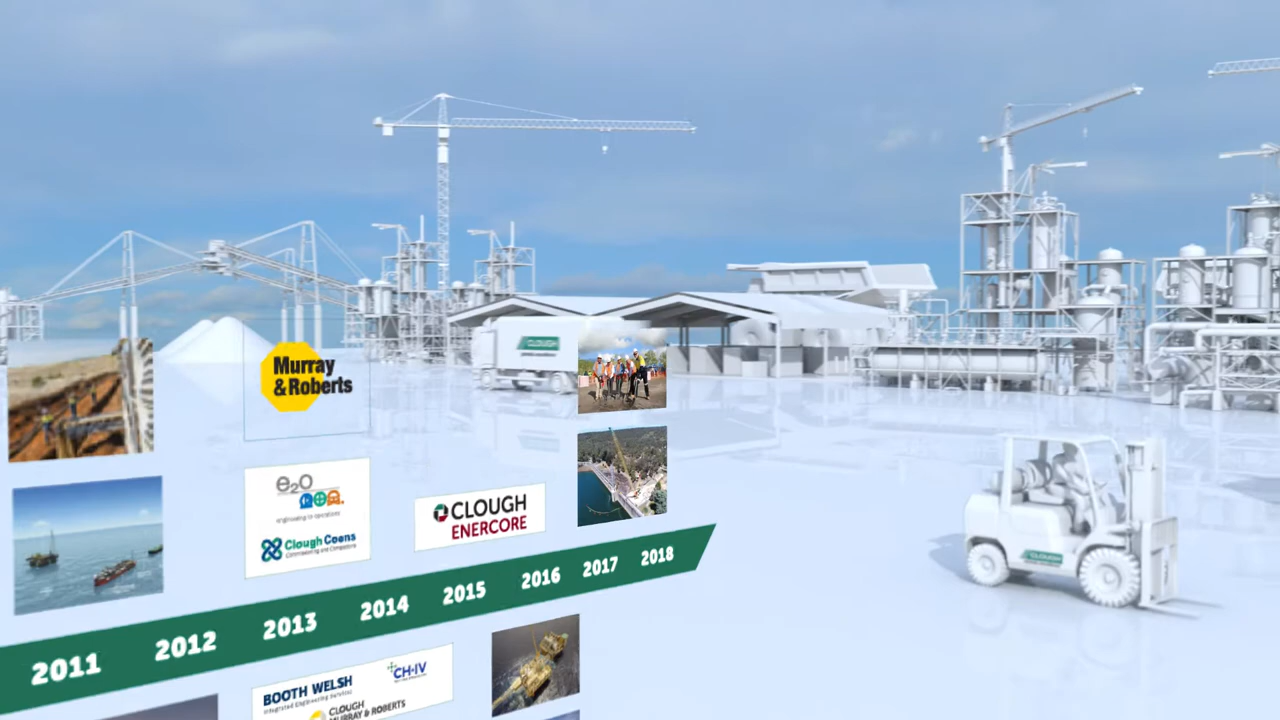 CLOUGH
Murray
& Roberts
e2o
engineering to operations
Clough Coens
Commissioning and Completions
CLOUGH
ENERCORE
2011 2012 2013 2014 2015 2016 2017 2018
CLOUGH
BOOTH WELSH
Integrated Engineering Services
CH·IV
CLOUGH
MURRAY & ROBERTS